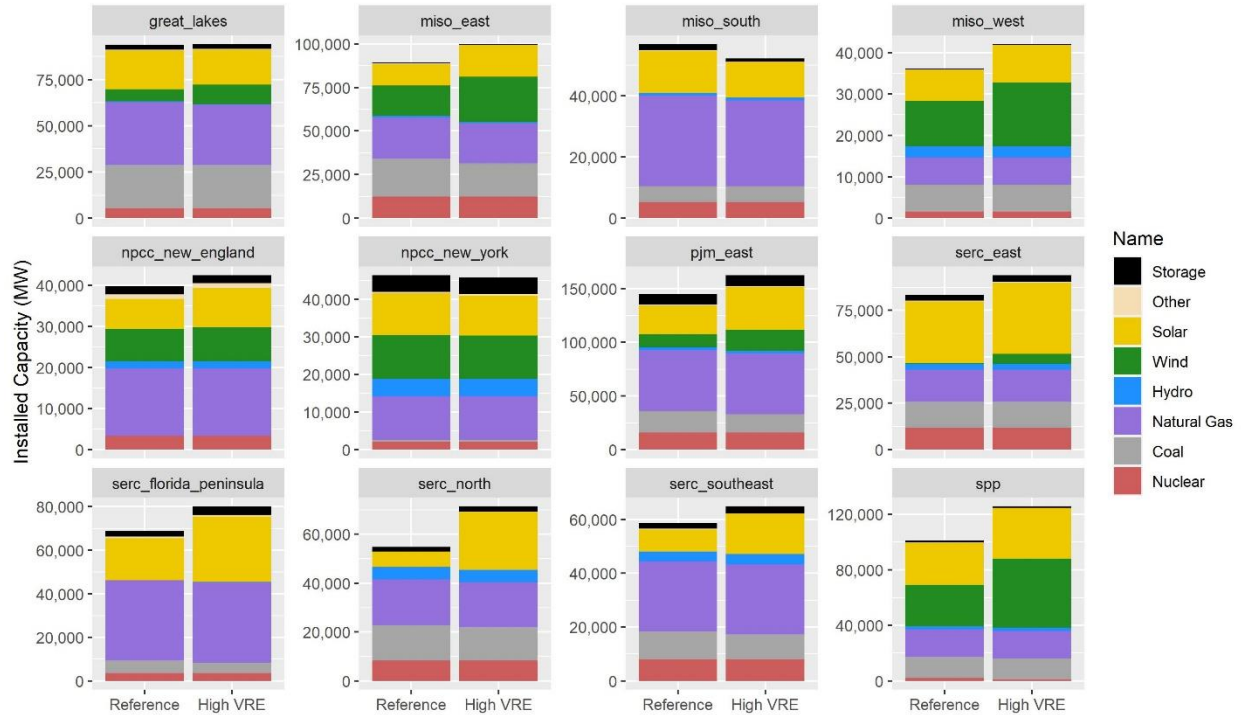 great_lakes
miso_east
miso_south
miso_west
75,000
50,000
25,000
0
100,000
75,000
50,000
25,000
0
40,000
20,000
0
40,000
30,000
20,000
10,000
0
npcc_new_england
npcc_new_york
pjm_east
serc_east
40,000
30,000
20,000
10,000
0
40,000
30,000
20,000
10,000
0
150,000
100,000
50,000
0
75,000
50,000
25,000
0
serc_florida_peninsula
serc_north
serc_southeast
spp
80,000
60,000
40,000
20,000
0
60,000
40,000
20,000
0
60,000
40,000
20,000
0
120,000
80,000
40,000
0
Reference High VRE
Reference High VRE
Reference High VRE
Reference High VRE
Installed Capacity (MW)
Name
Storage
Other
Solar
Wind
Hydro
Natural Gas
Coal
Nuclear